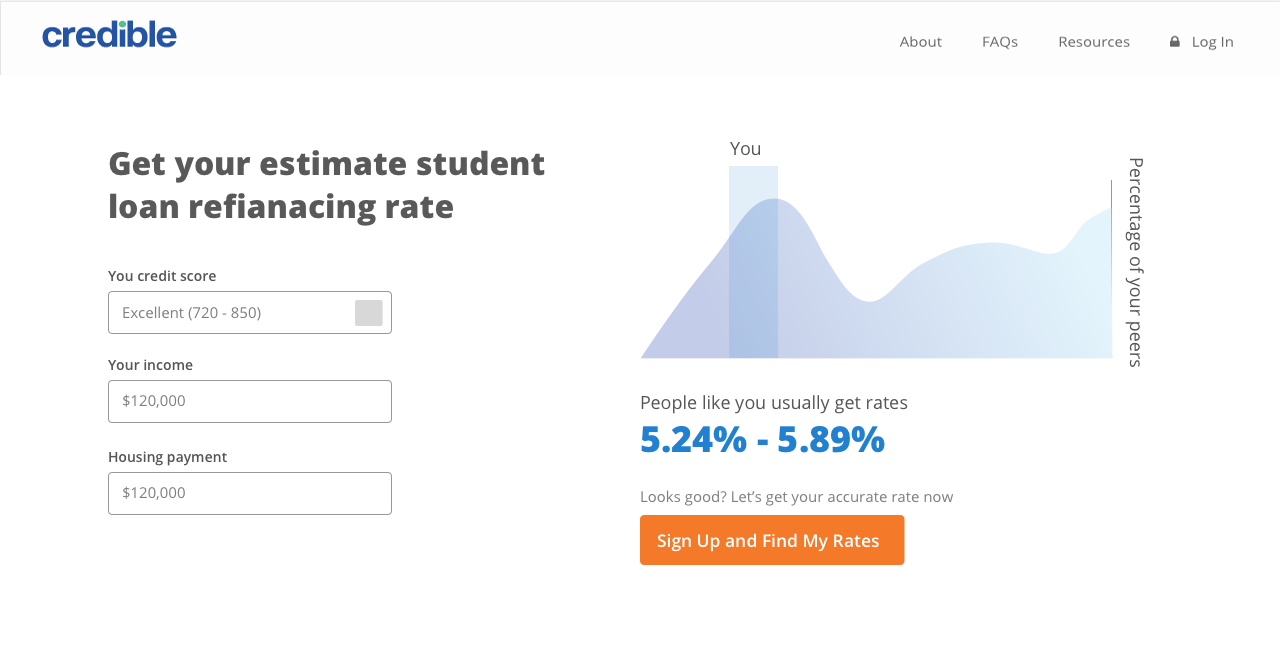 credible
About
FAQs
Resources
Log In
Get your estimate student
loan refianacing rate
You credit score
Excellent (720 - 850)
Your income
$120,000
Housing payment
$120,000
You
Percentage of your peers
People like you usually get rates
5.24% - 5.89%
Looks good? Let’s get your accurate rate now
Sign Up and Find My Rates